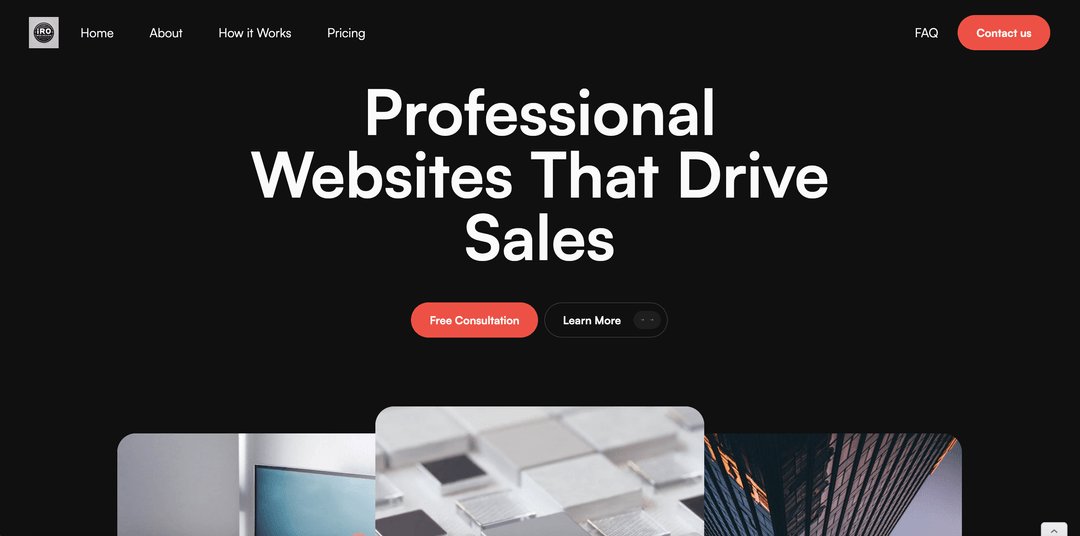 iRO
Home About How it Works Pricing FAQ Contact us
Professional
Websites That Drive
Sales
Free Consultation Learn More